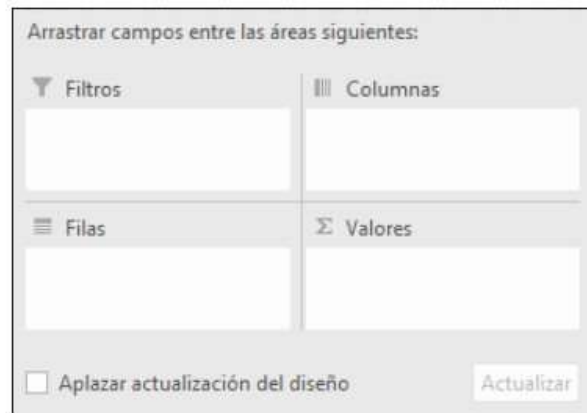 Arrastrar campos entre las áreas siguientes:
Filtros
Columnas
Filas
Σ Valores
Aplazar actualización del diseño
Actualizar